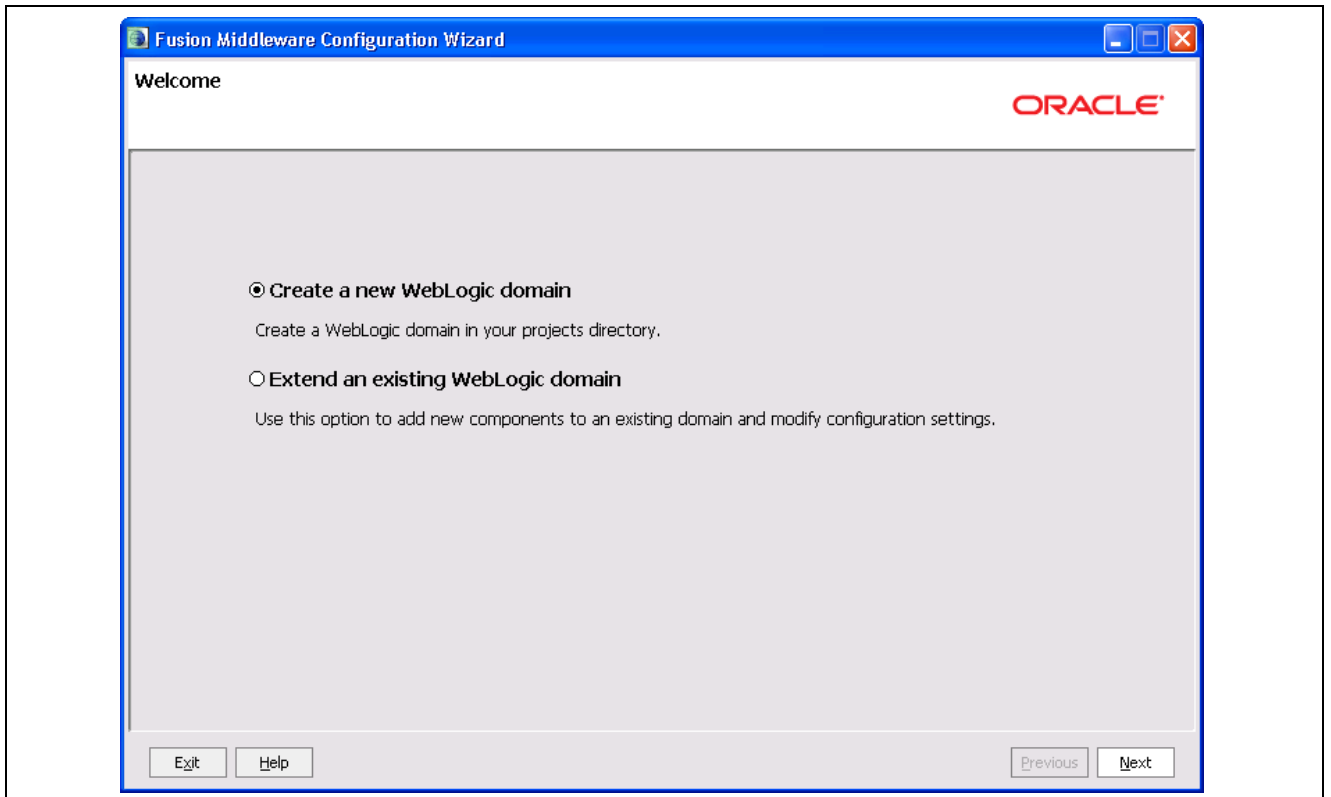 Fusion Middleware Configuration Wizard
Welcome
ORACLE
Create a new WebLogic domain
Create a WebLogic domain in your projects directory.
Extend an existing WebLogic domain
Use this option to add new components to an existing domain and modify configuration settings.
Exit Help Previous Next